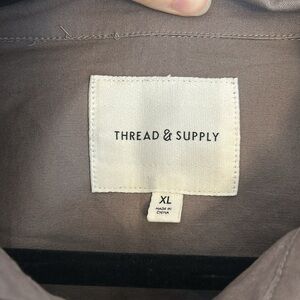 THREAD & SUPPLY
XL
MADE IN
CHINA